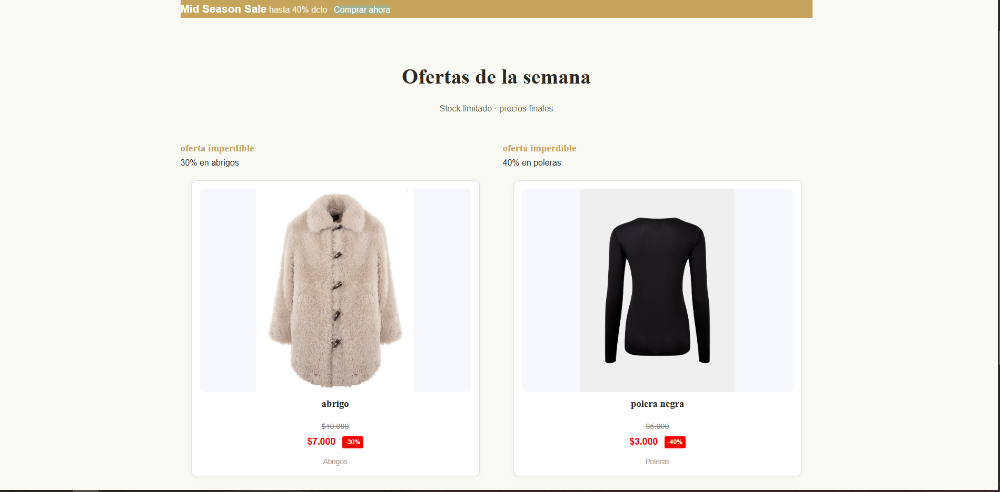 Mid Season Sale hasta 40% dcto Comprar ahora
Ofertas de la semana
Stock limitado · precios finales
oferta imperdible
30% en abrigos
abrigo
$10.000
$7.000 -30%
Abrigos
oferta imperdible
40% en poleras
polera negra
$5.000
$3.000 -40%
Poleras